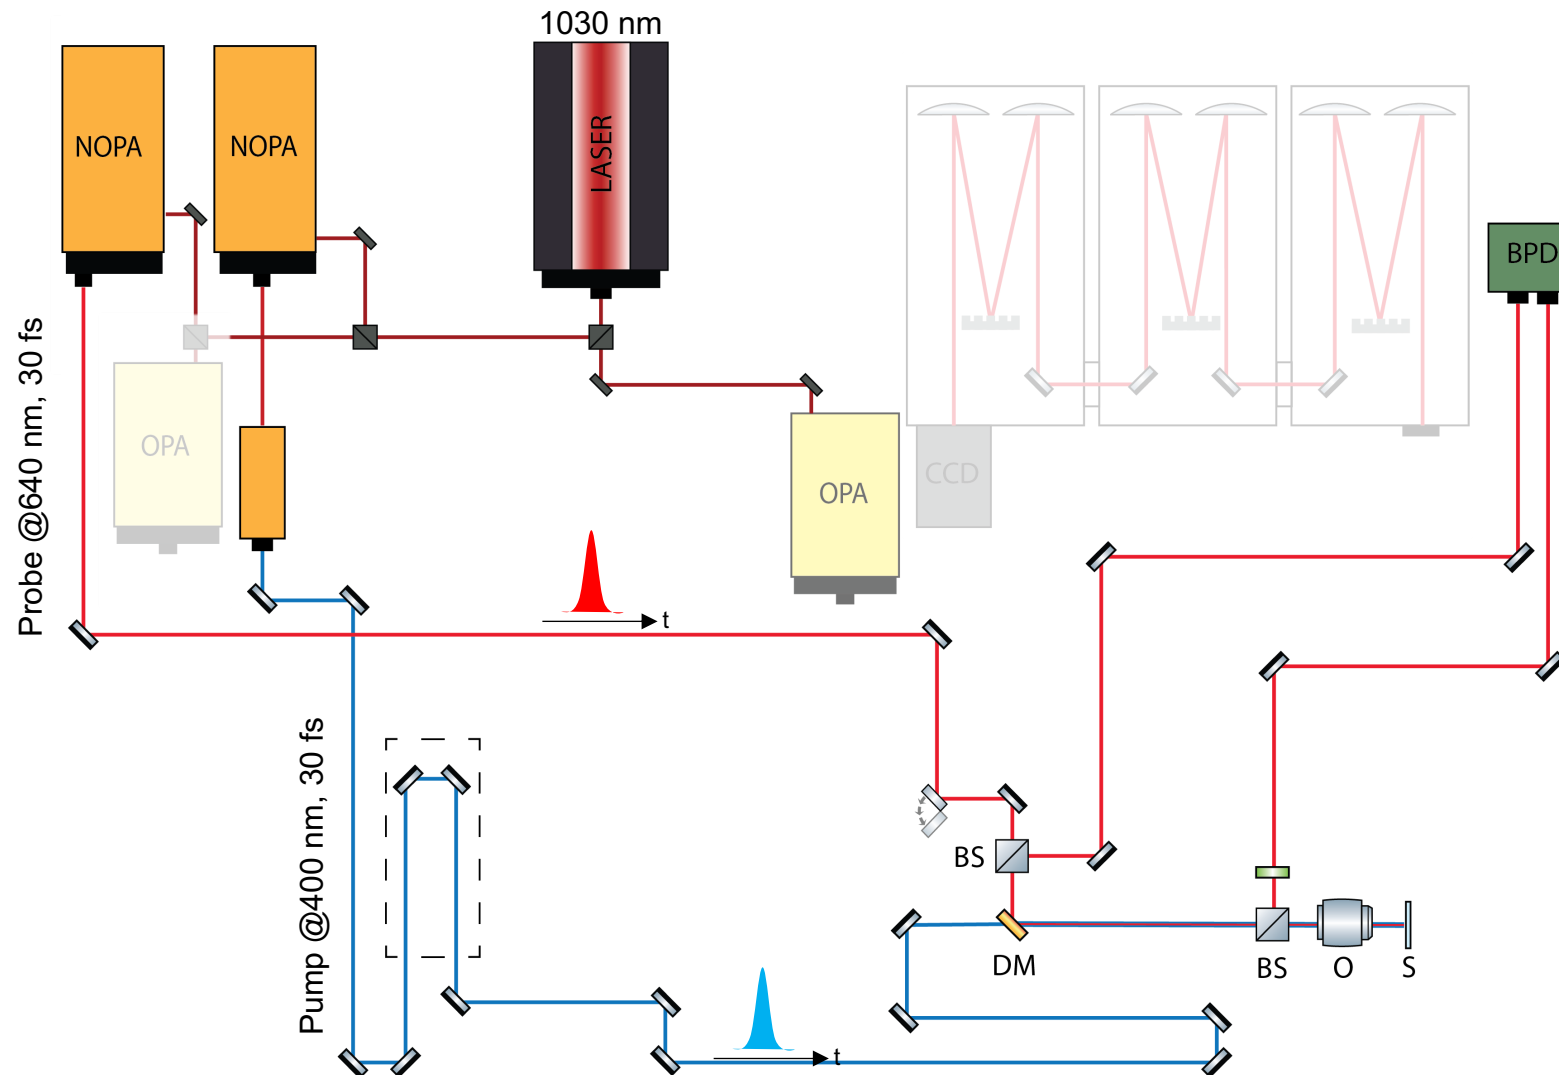 1030 nm
NOPA
NOPA
LASER
BPD
Probe @640 nm, 30 fs
OPA
CCD
OPA
t
Pump @400 nm, 30 fs
BS
DM
BS
O
S
t